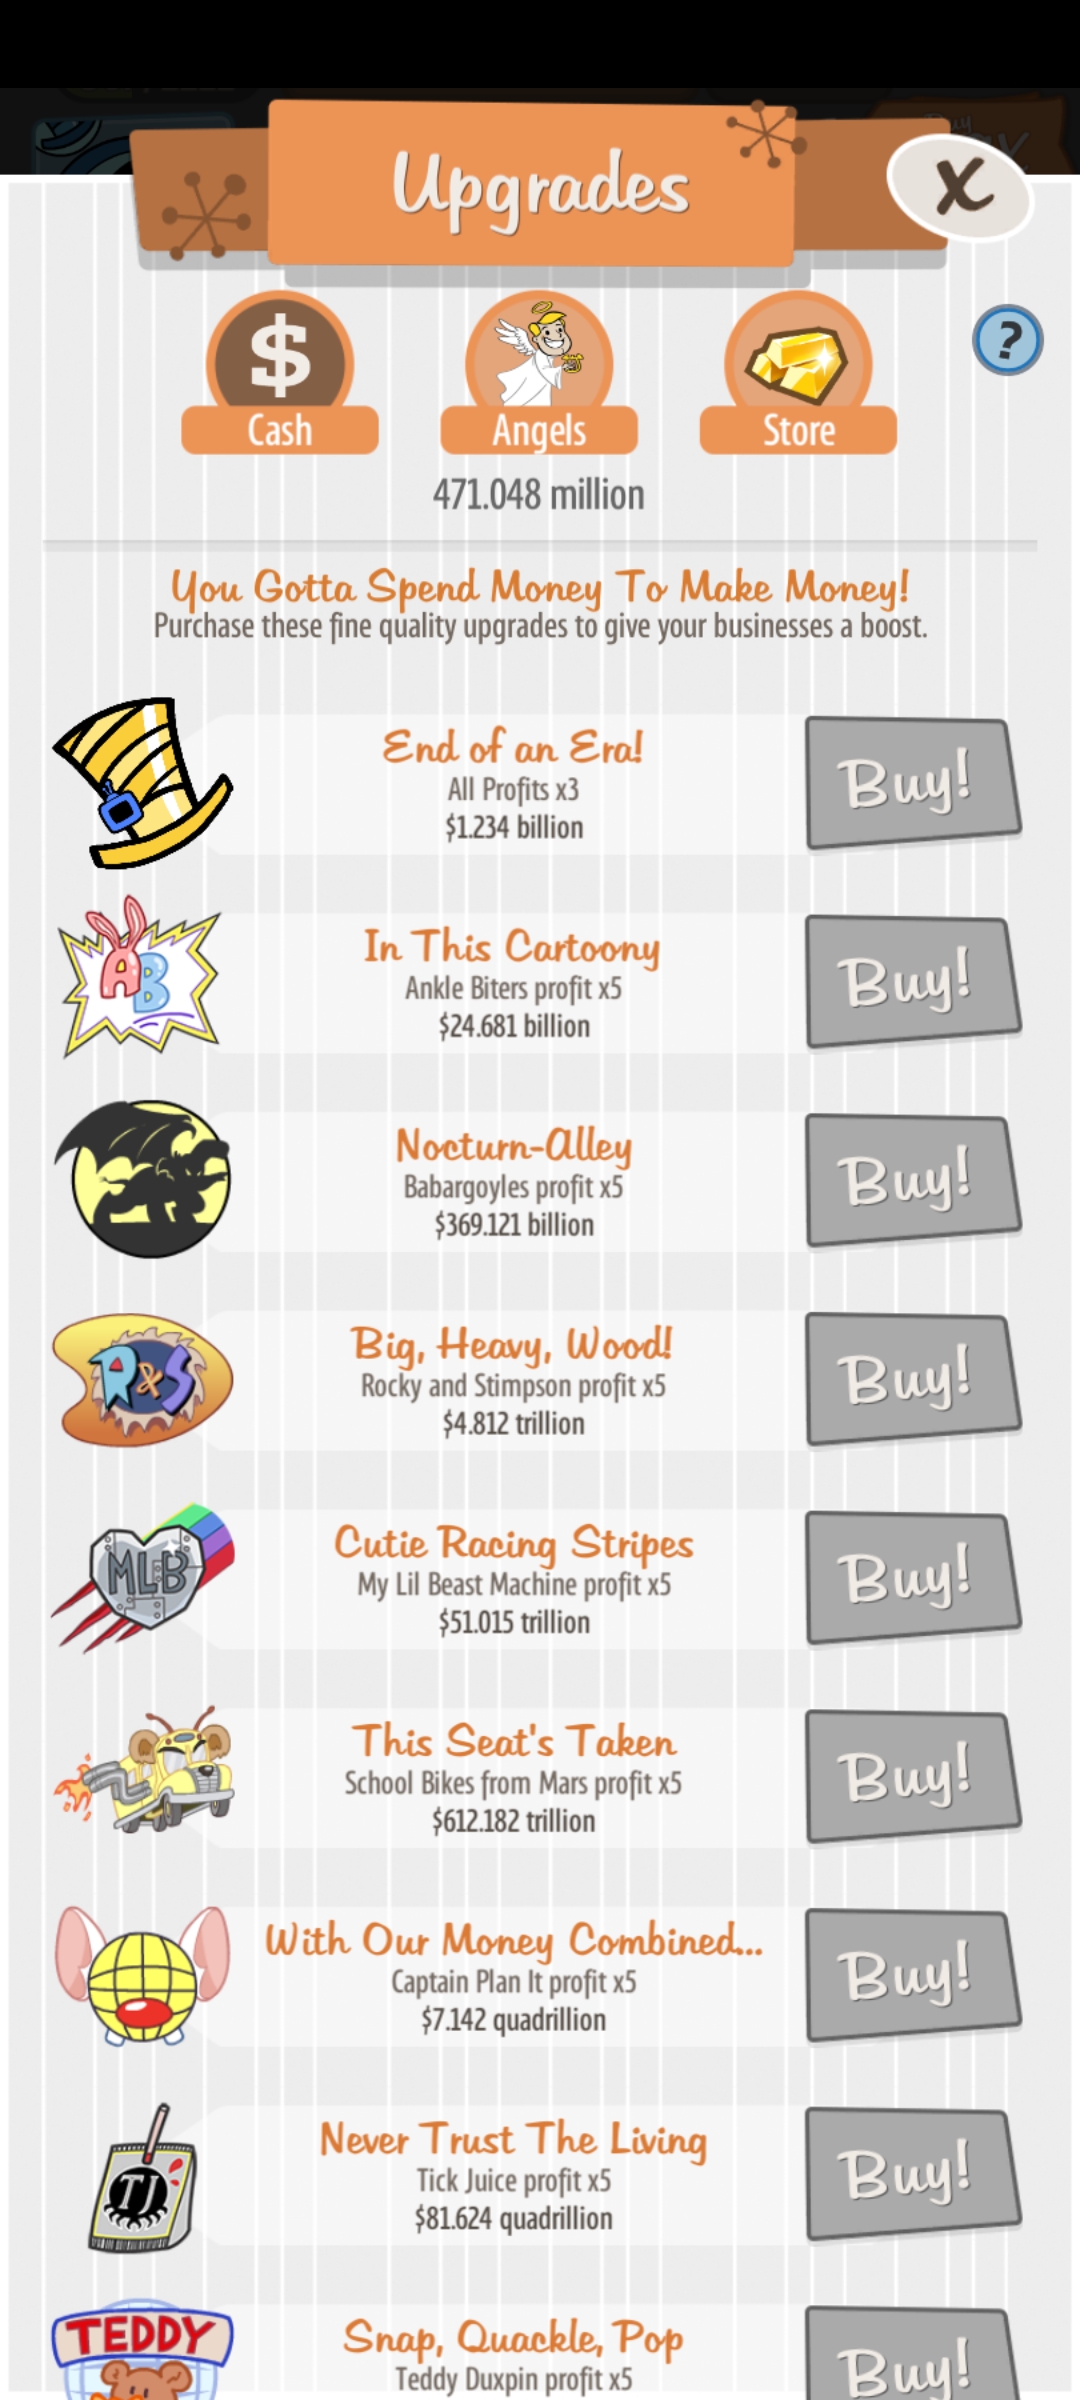 Upgrades
X
$
?
Cash
Angels
Store
471.048 million
You Gotta Spend Money To Make Money!
Purchase these fine quality upgrades to give your businesses a boost.
End of an Era!
All Profits x3
$1.234 billion
Buy!
AB
In This Cartoony
Ankle Biters profit x5
$24.681 billion
Buy!
Nocturn-Alley
Babargoyles profit x5
$369.121 billion
Buy!
R&S
Big, Heavy, Wood!
Rocky and Stimpson profit x5
$4.812 trillion
Buy!
MLB
Cutie Racing Stripes
My Lil Beast Machine profit x5
$51.015 trillion
Buy!
This Seat's Taken
School Bikes from Mars profit x5
$612.182 trillion
Buy!
With Our Money Combined...
Captain Plan It profit x5
$7.142 quadrillion
Buy!
TJ
Never Trust The Living
Tick Juice profit x5
$81.624 quadrillion
Buy!
TEDDY
Snap, Quackle, Pop
Teddy Duxpin profit x5
Buy!